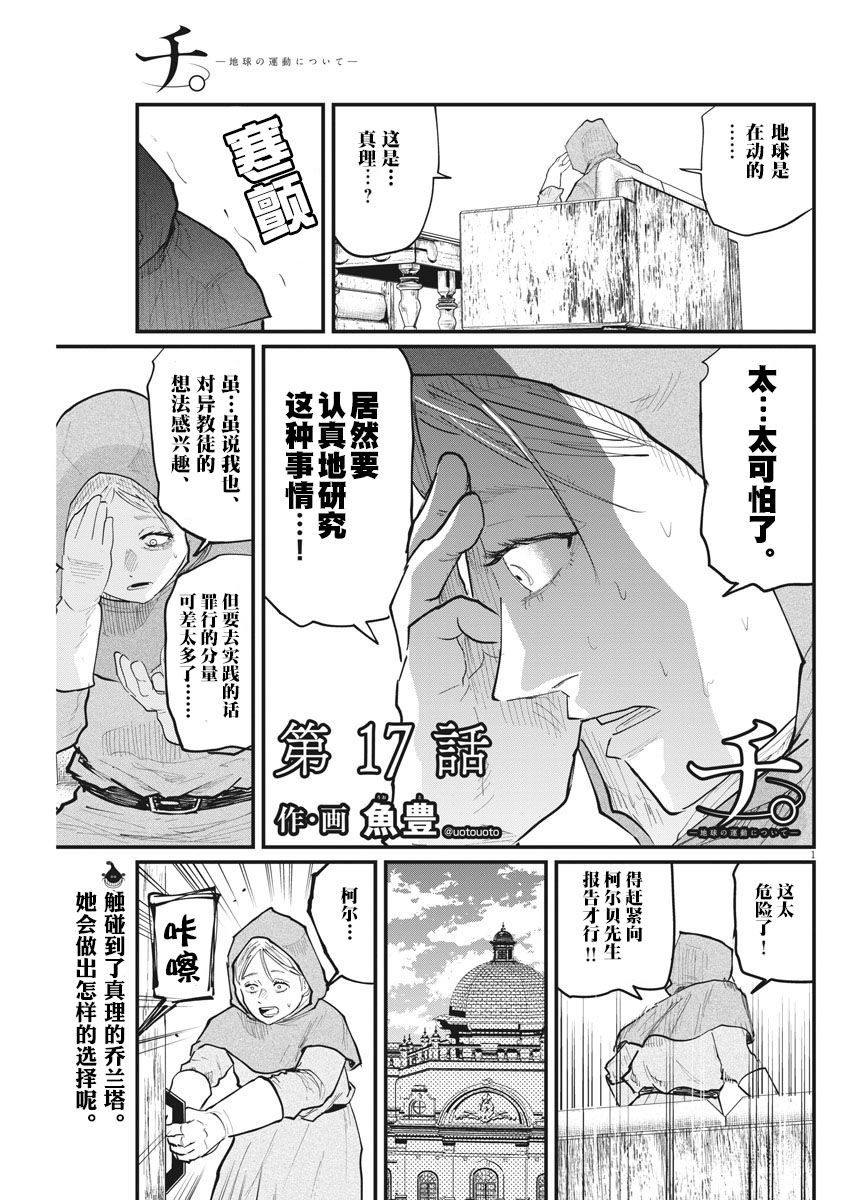 チ。
―地球の運動について―
地球是
在动的
……
这是…
真理
…?
寒颤
太…太可怕了。
居然要
认真地研究
这种事情…!
第17話
作・画 魚豊 @uotouoto
チ。
―地球の運動について―
虽…虽说我也、
对异教徒的
想法感兴趣、
但要去实践的话
罪行的分量
可差太多了……
1
这太
危险了!
得赶紧向
柯尔贝先生
报告才行!!
柯尔…
咔嚓
触碰到了真理的乔兰塔。
她会做出怎样的选择呢。